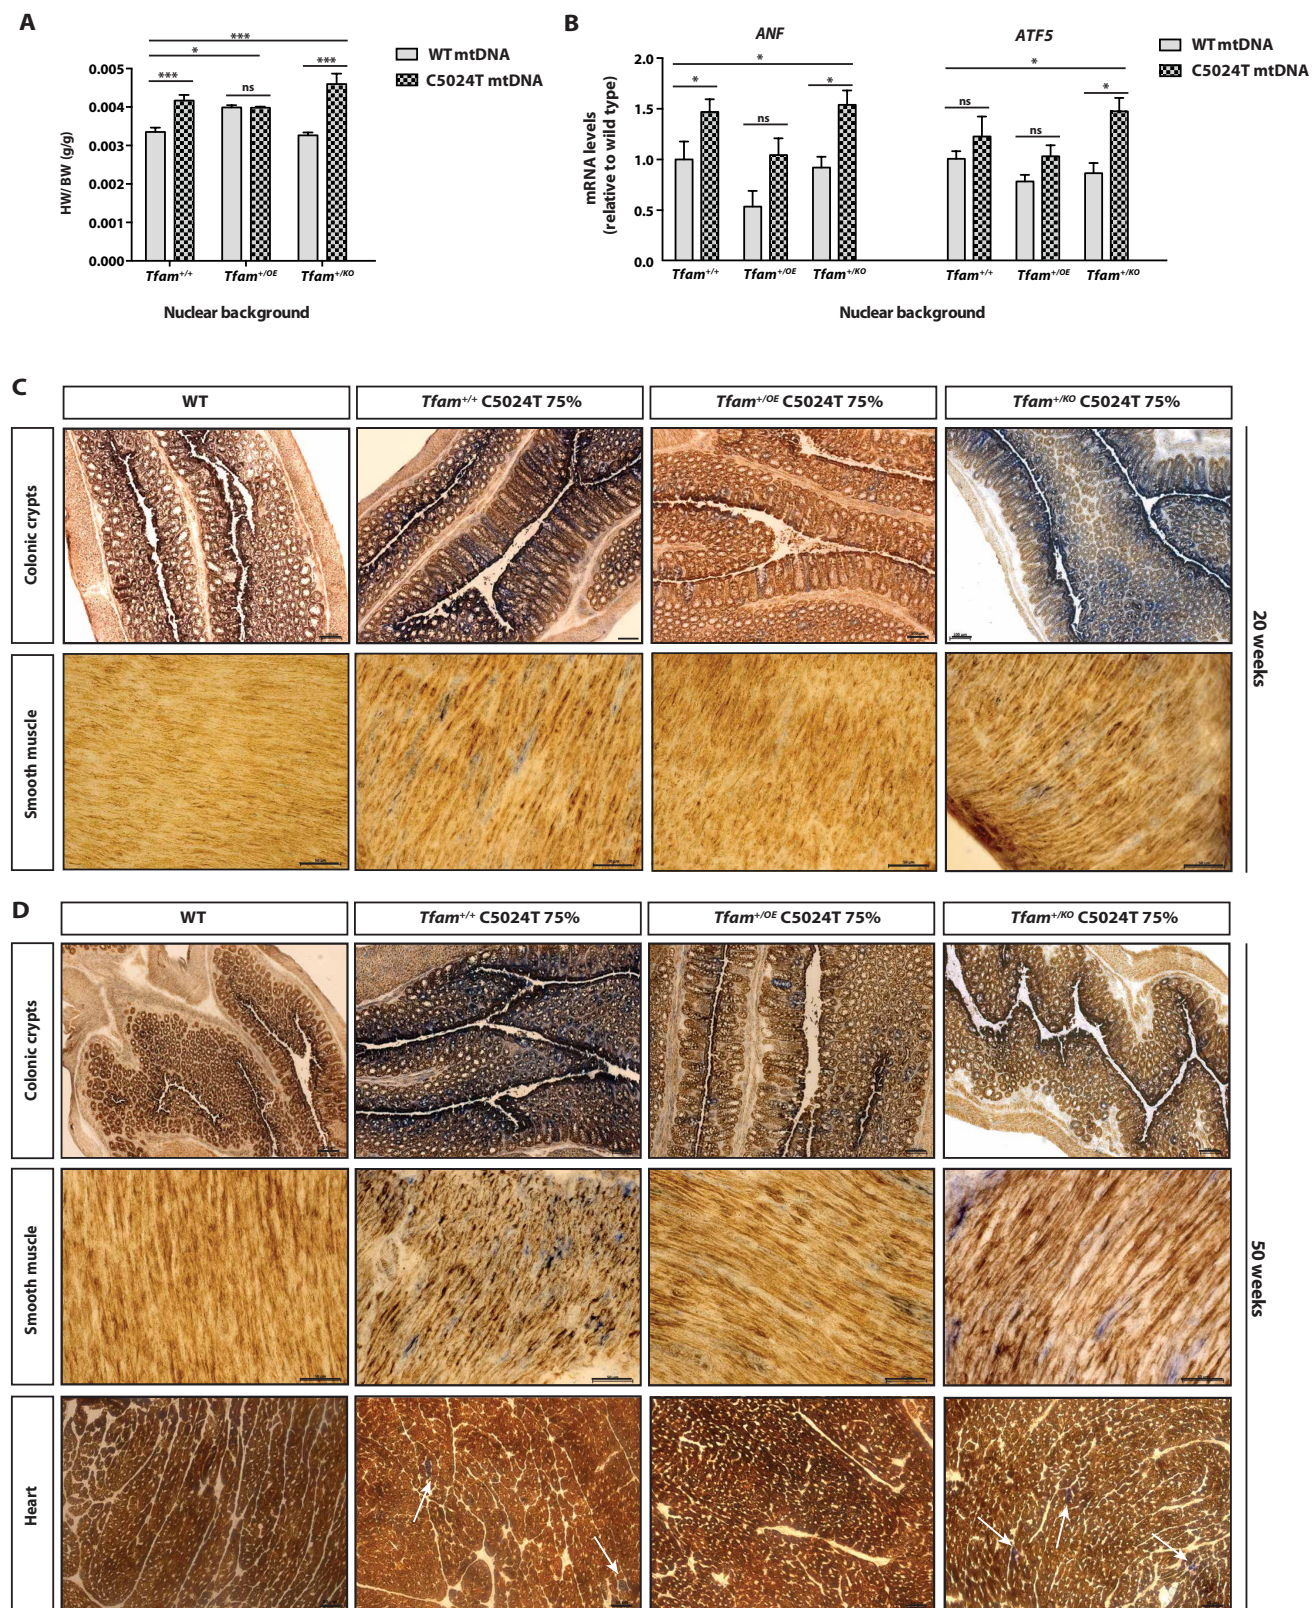 A
***
*
***
ns
***
HW/ BW (g/g)
0.005
0.004
0.003
0.002
0.001
0.000
Tfam+/+
Tfam+/OE
Tfam+/KO
Nuclear background
WT mtDNA
C5024T mtDNA
B
ANF
ATF5
WT mtDNA
C5024T mtDNA
mRNA levels
(relative to wild type)
2.0
1.5
1.0
0.5
0.0
*
*
ns
*
*
ns
ns
*
Tfam+/+
Tfam+/OE
Tfam+/KO
Tfam+/+
Tfam+/OE
Tfam+/KO
Nuclear background
C
WT
Tfam+/+ C5024T 75%
Tfam+/OE C5024T 75%
Tfam+/KO C5024T 75%
Colonic crypts
Smooth muscle
20 weeks
D
WT
Tfam+/+ C5024T 75%
Tfam+/OE C5024T 75%
Tfam+/KO C5024T 75%
Colonic crypts
Smooth muscle
Heart
50 weeks